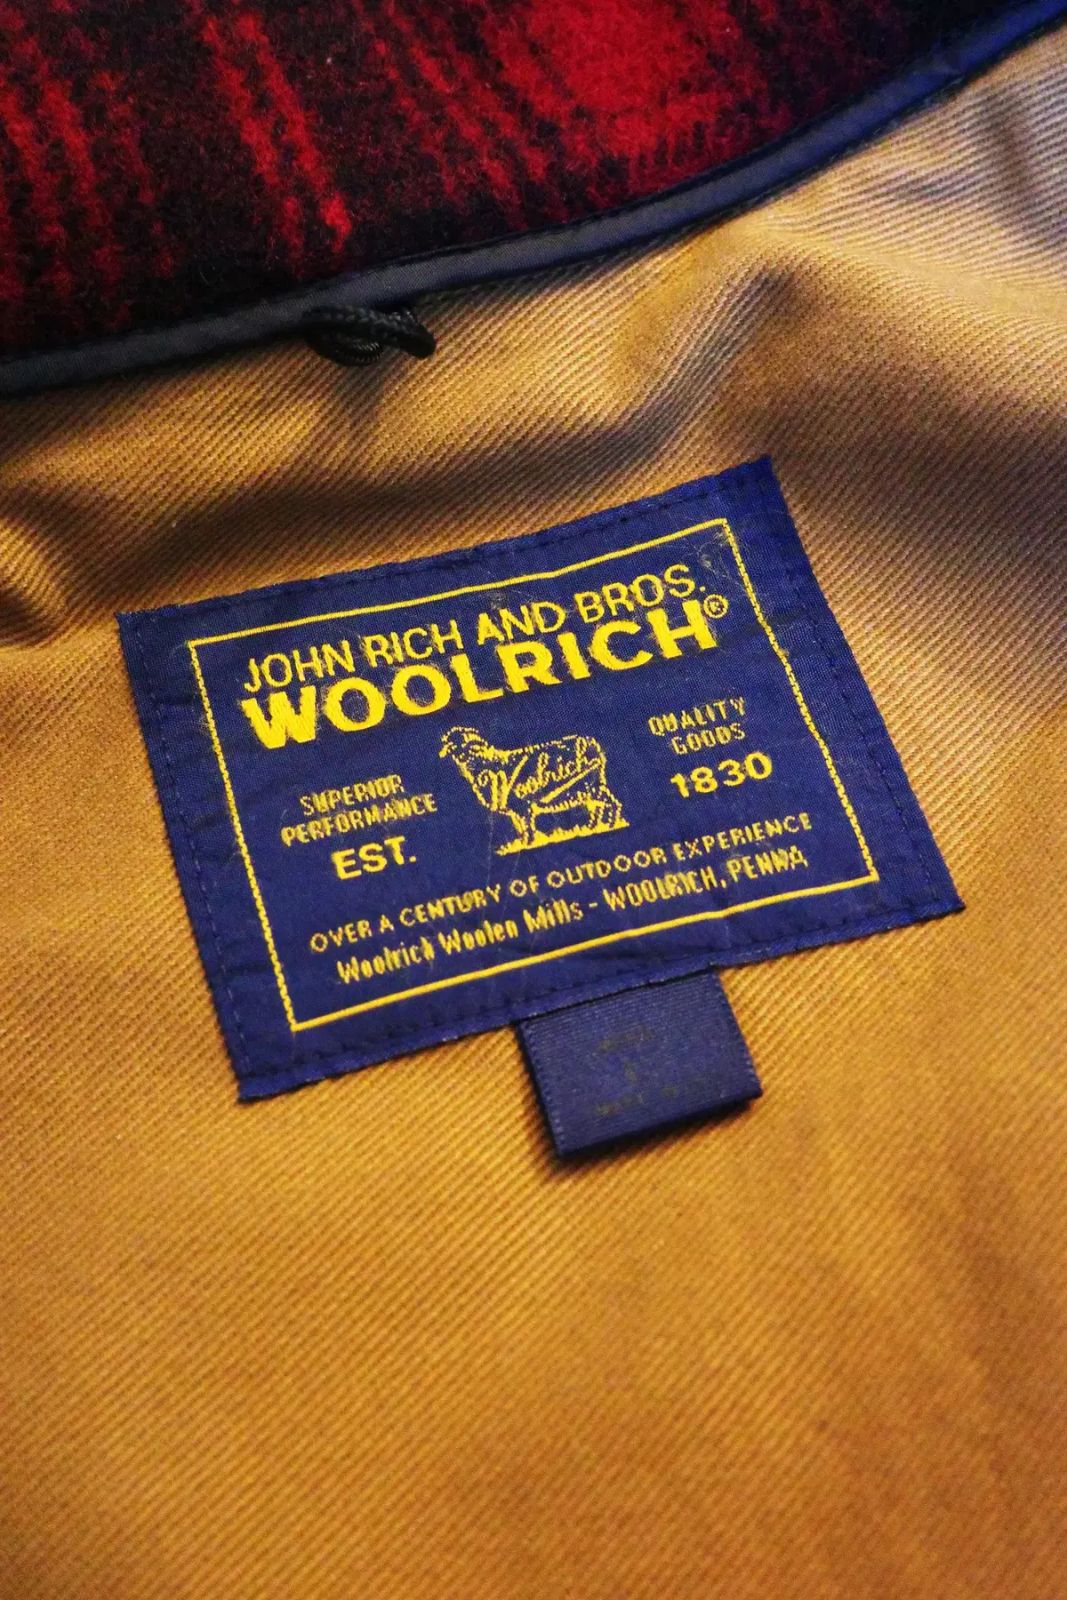 JOHN RICH AND BROS.
WOOLRICH®
SUPERIOR
PERFORMANCE
EST.
Woolrich
QUALITY
GOODS
1830
OVER A CENTURY OF OUTDOOR EXPERIENCE
Woolrich Woolen Mills - WOOLRICH, PENNA